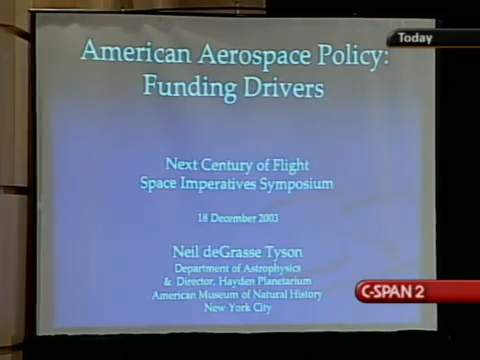 Today
American Aerospace Policy:
Funding Drivers
Next Century of Flight
Space Imperatives Symposium
18 December 2003
Neil deGrasse Tyson
Department of Astrophysics
& Director, Hayden Planetarium
American Museum of Natural History
New York City
C-SPAN 2